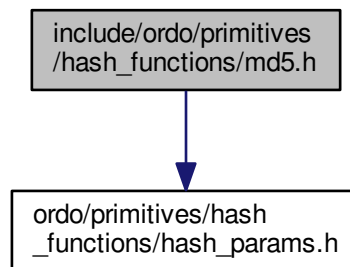 include/ordo/primitives
/hash_functions/md5.h
ordo/primitives/hash
_functions/hash_params.h